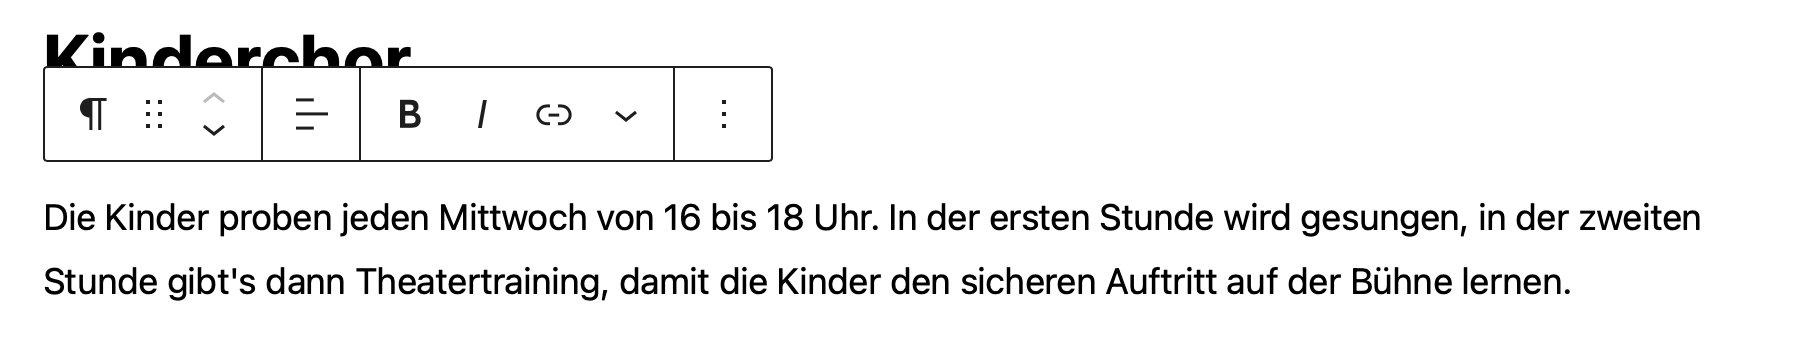 Kinderchor
B I
Die Kinder proben jeden Mittwoch von 16 bis 18 Uhr. In der ersten Stunde wird gesungen, in der zweiten
Stunde gibt's dann Theatertraining, damit die Kinder den sicheren Auftritt auf der Bühne lernen.